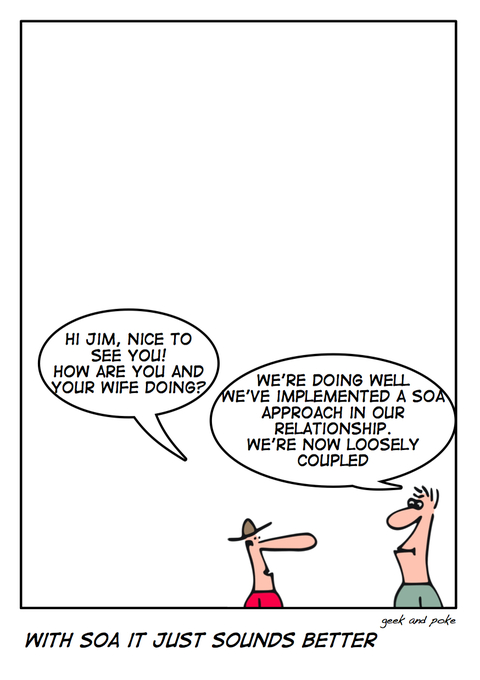 HI JIM, NICE TO
SEE YOU!
HOW ARE YOU AND
YOUR WIFE DOING?
WE'RE DOING WELL
WE'VE IMPLEMENTED A SOA
APPROACH IN OUR
RELATIONSHIP.
WE'RE NOW LOOSELY
COUPLED
geek and poke
WITH SOA IT JUST SOUNDS BETTER